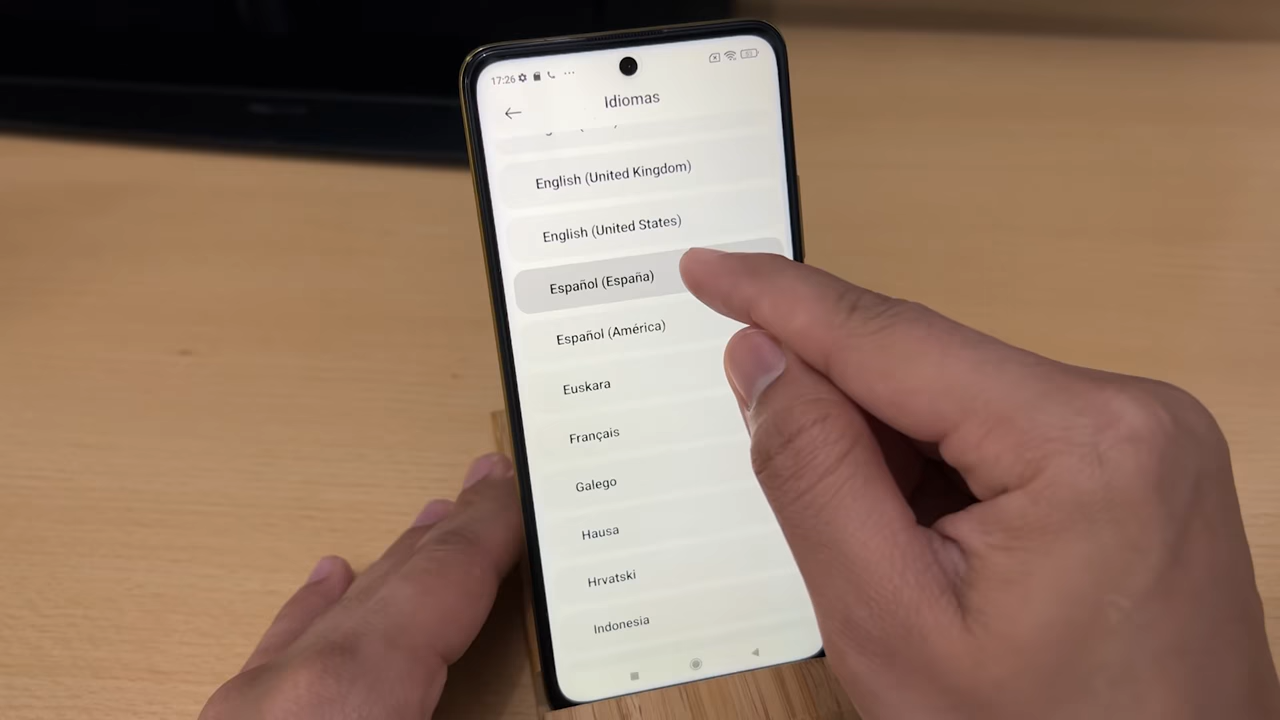 17:26
Idiomas
English (United Kingdom)
English (United States)
Español (España)
Español (América)
Euskara
Français
Galego
Hausa
Hrvatski
Indonesia